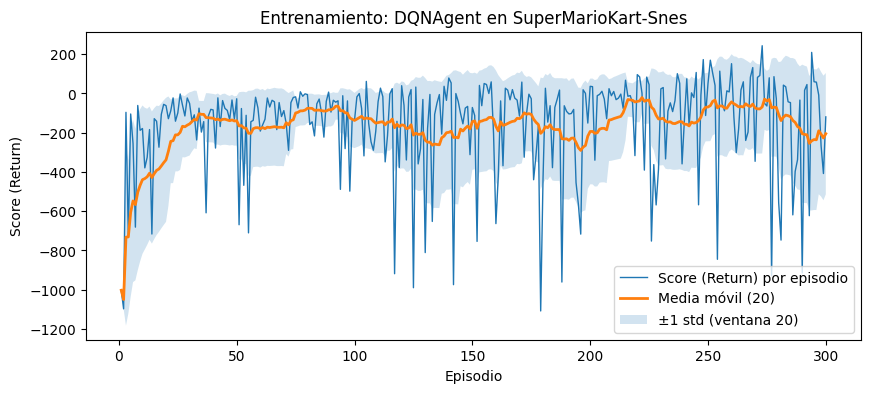 Entrenamiento: DQNAgent en SuperMarioKart-Snes
Score (Return)
200
0
−200
−400
−600
−800
−1000
−1200
0
50
100
150
200
250
300
Episodio
Score (Return) por episodio
Media móvil (20)
±1 std (ventana 20)